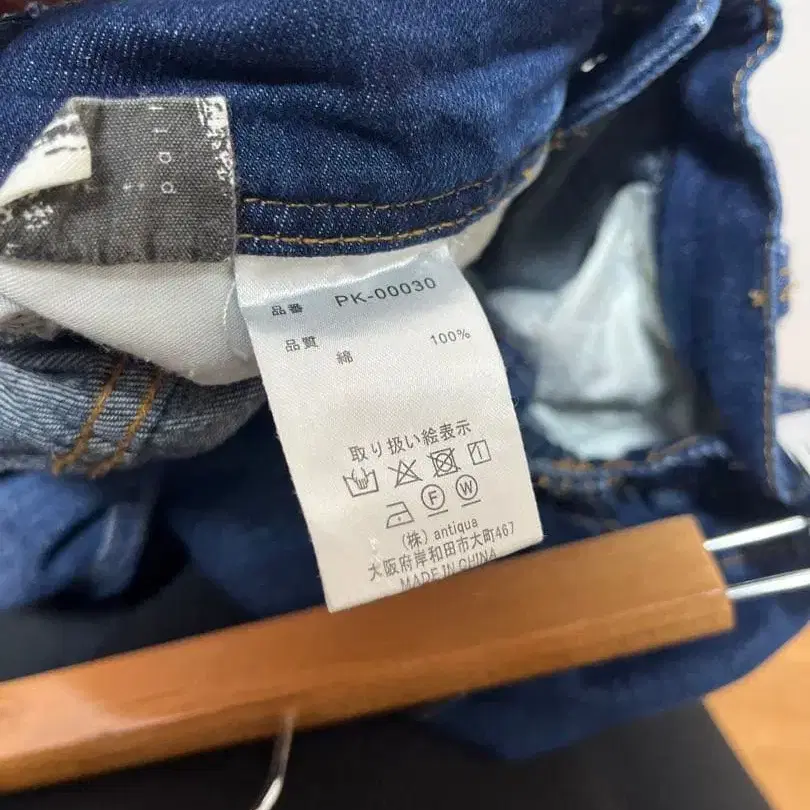 品番 PK-00030
品質 綿 100%
取り扱い絵表示
F W
(株) antiqua
大阪府岸和田市大町467
MADE IN CHINA